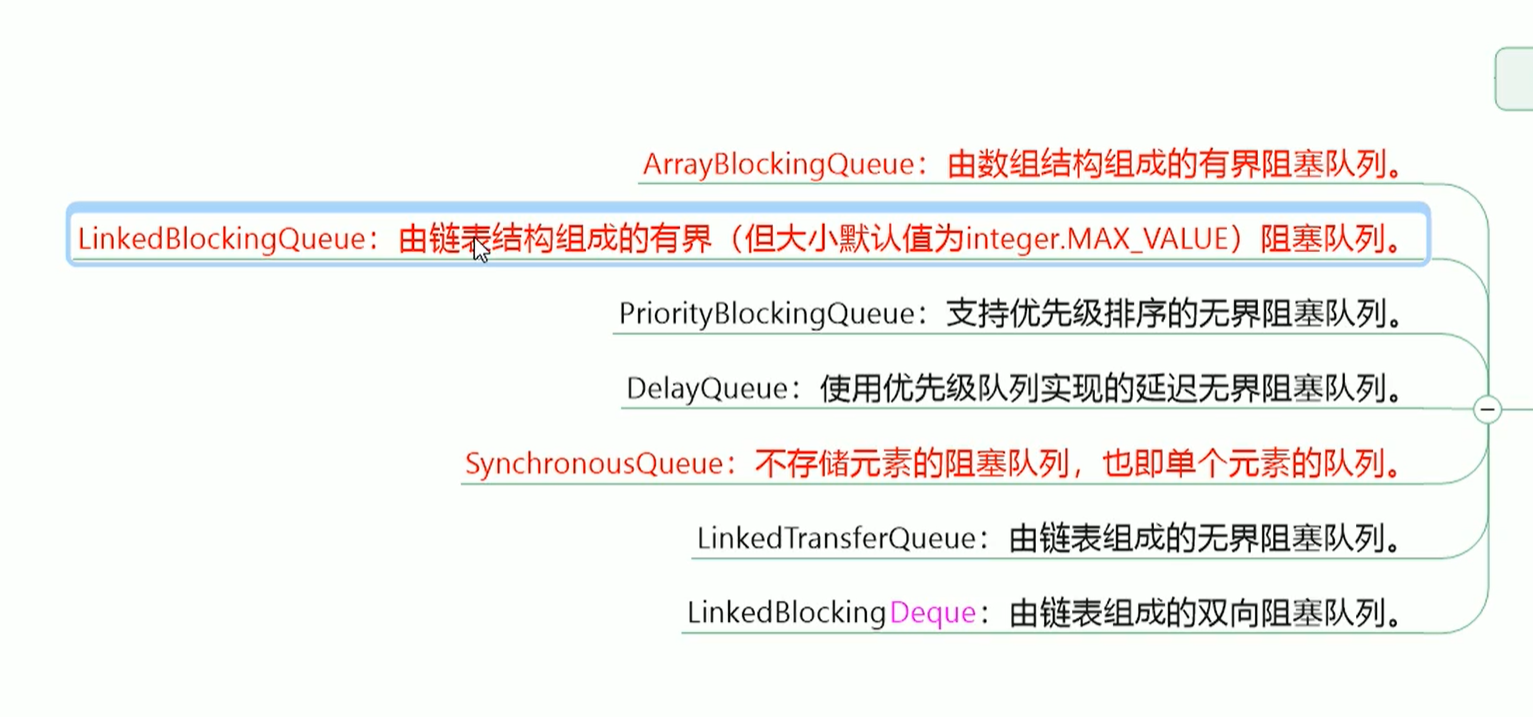 ArrayBlockingQueue：由数组结构组成的有界阻塞队列。
LinkedBlockingQueue：由链表结构组成的有界（但大小默认值为integer.MAX_VALUE）阻塞队列。
PriorityBlockingQueue：支持优先级排序的无界阻塞队列。
DelayQueue：使用优先级队列实现的延迟无界阻塞队列。
SynchronousQueue：不存储元素的阻塞队列，也即单个元素的队列。
LinkedTransferQueue：由链表组成的无界阻塞队列。
LinkedBlockingDeque：由链表组成的双向阻塞队列。